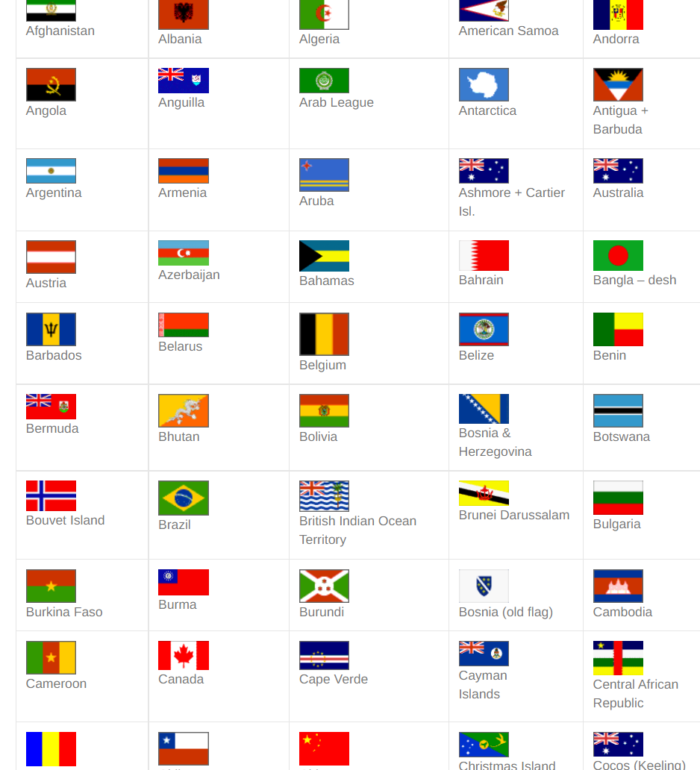 Afghanistan
Albania
Algeria
American Samoa
Andorra
Angola
Anguilla
Arab League
Antarctica
Antigua +
Barbuda
Argentina
Armenia
Aruba
Ashmore + Cartier
Isl.
Australia
Austria
Azerbaijan
Bahamas
Bahrain
Bangla – desh
Barbados
Belarus
Belgium
Belize
Benin
Bermuda
Bhutan
Bolivia
Bosnia &
Herzegovina
Botswana
Bouvet Island
Brazil
British Indian Ocean
Territory
Brunei Darussalam
Bulgaria
Burkina Faso
Burma
Burundi
Bosnia (old flag)
Cambodia
Cameroon
Canada
Cape Verde
Cayman
Islands
Central African
Republic
Christmas Island
Cocos (Keeling)